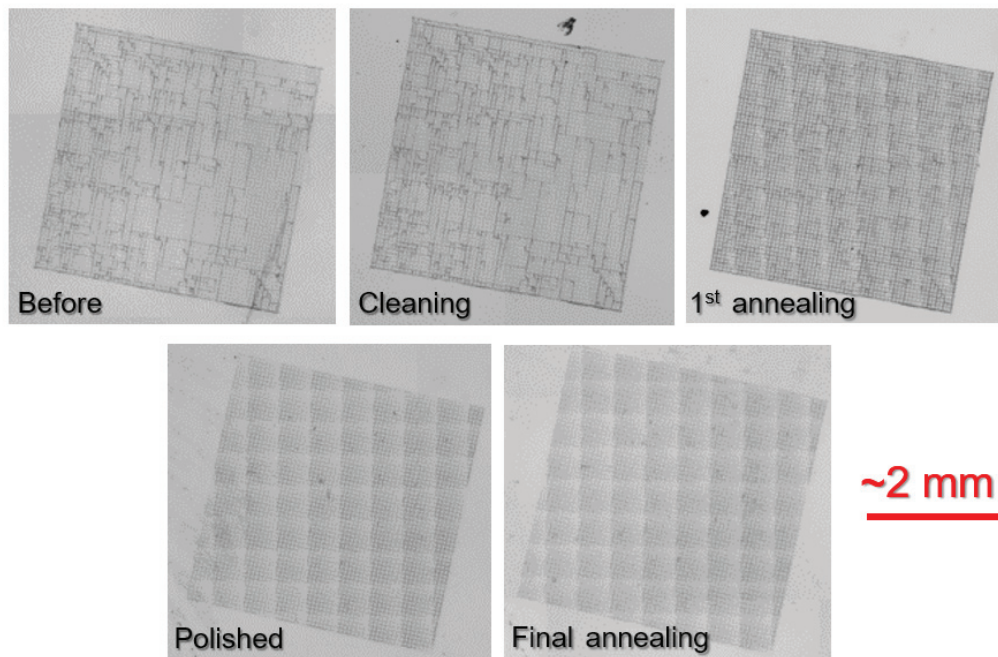 Before
Cleaning
1st annealing
Polished
Final annealing
~2 mm